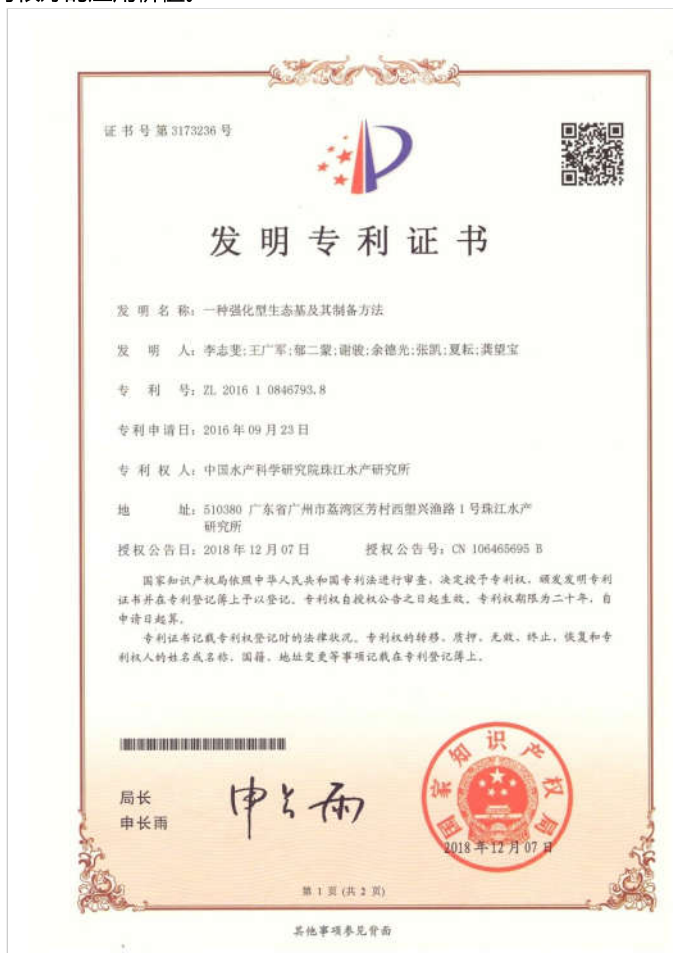 证书号第3173236号
发明专利证书
发明名称：一种强化型生态基及其制备方法
发明人：李志斐;王广军;郁二蒙;谢骏;余德光;张凯;夏耘;龚望宝
专利号：ZL 2016 1 0846793.8
专利申请日：2016年09月23日
专利权人：中国水产科学研究院珠江水产研究所
地址：510380 广东省广州市荔湾区芳村西塱兴渔路1号珠江水产
研究所
授权公告日：2018年12月07日 授权公告号：CN 106465695 B
国家知识产权局依照中华人民共和国专利法进行审查，决定授予专利权，颁发发明专利
证书并在专利登记簿上予以登记。专利权自授权公告之日起生效。专利权期限为二十年，自
申请日起算。
专利证书记载专利权登记时的法律状况。专利权的转移、质押、无效、终止、恢复和专
利权人的姓名或名称、国籍、地址变更等事项记载在专利登记簿上。
局长
申长雨
申长雨
国家知识产权局
2018年12月07日
第1页(共2页)
其他事项参见背面